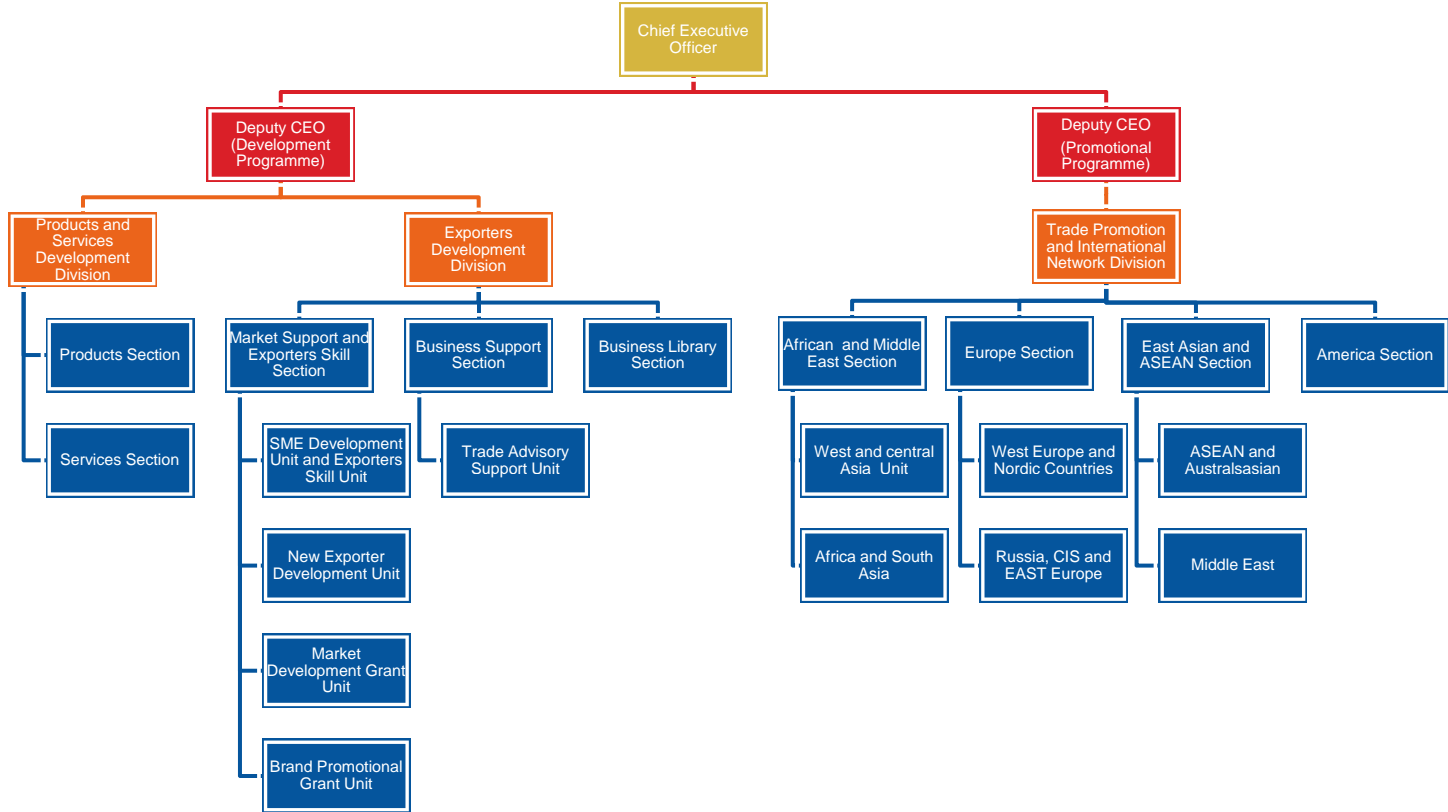 Chief Executive
Officer
Deputy CEO
(Development
Programme)
Deputy CEO
(Promotional
Programme)
Products and
Services
Development
Division
Exporters
Development
Division
Trade Promotion
and International
Network Division
Products Section
Market Support and
Exporters Skill
Section
Business Support
Section
Business Library
Section
African and Middle
East Section
Europe Section
East Asian and
ASEAN Section
America Section
Services Section
SME Development
Unit and Exporters
Skill Unit
Trade Advisory
Support Unit
West and central
Asia Unit
West Europe and
Nordic Countries
ASEAN and
Australsasian
New Exporter
Development Unit
Africa and South
Asia
Russia, CIS and
EAST Europe
Middle East
Market
Development Grant
Unit
Brand Promotional
Grant Unit